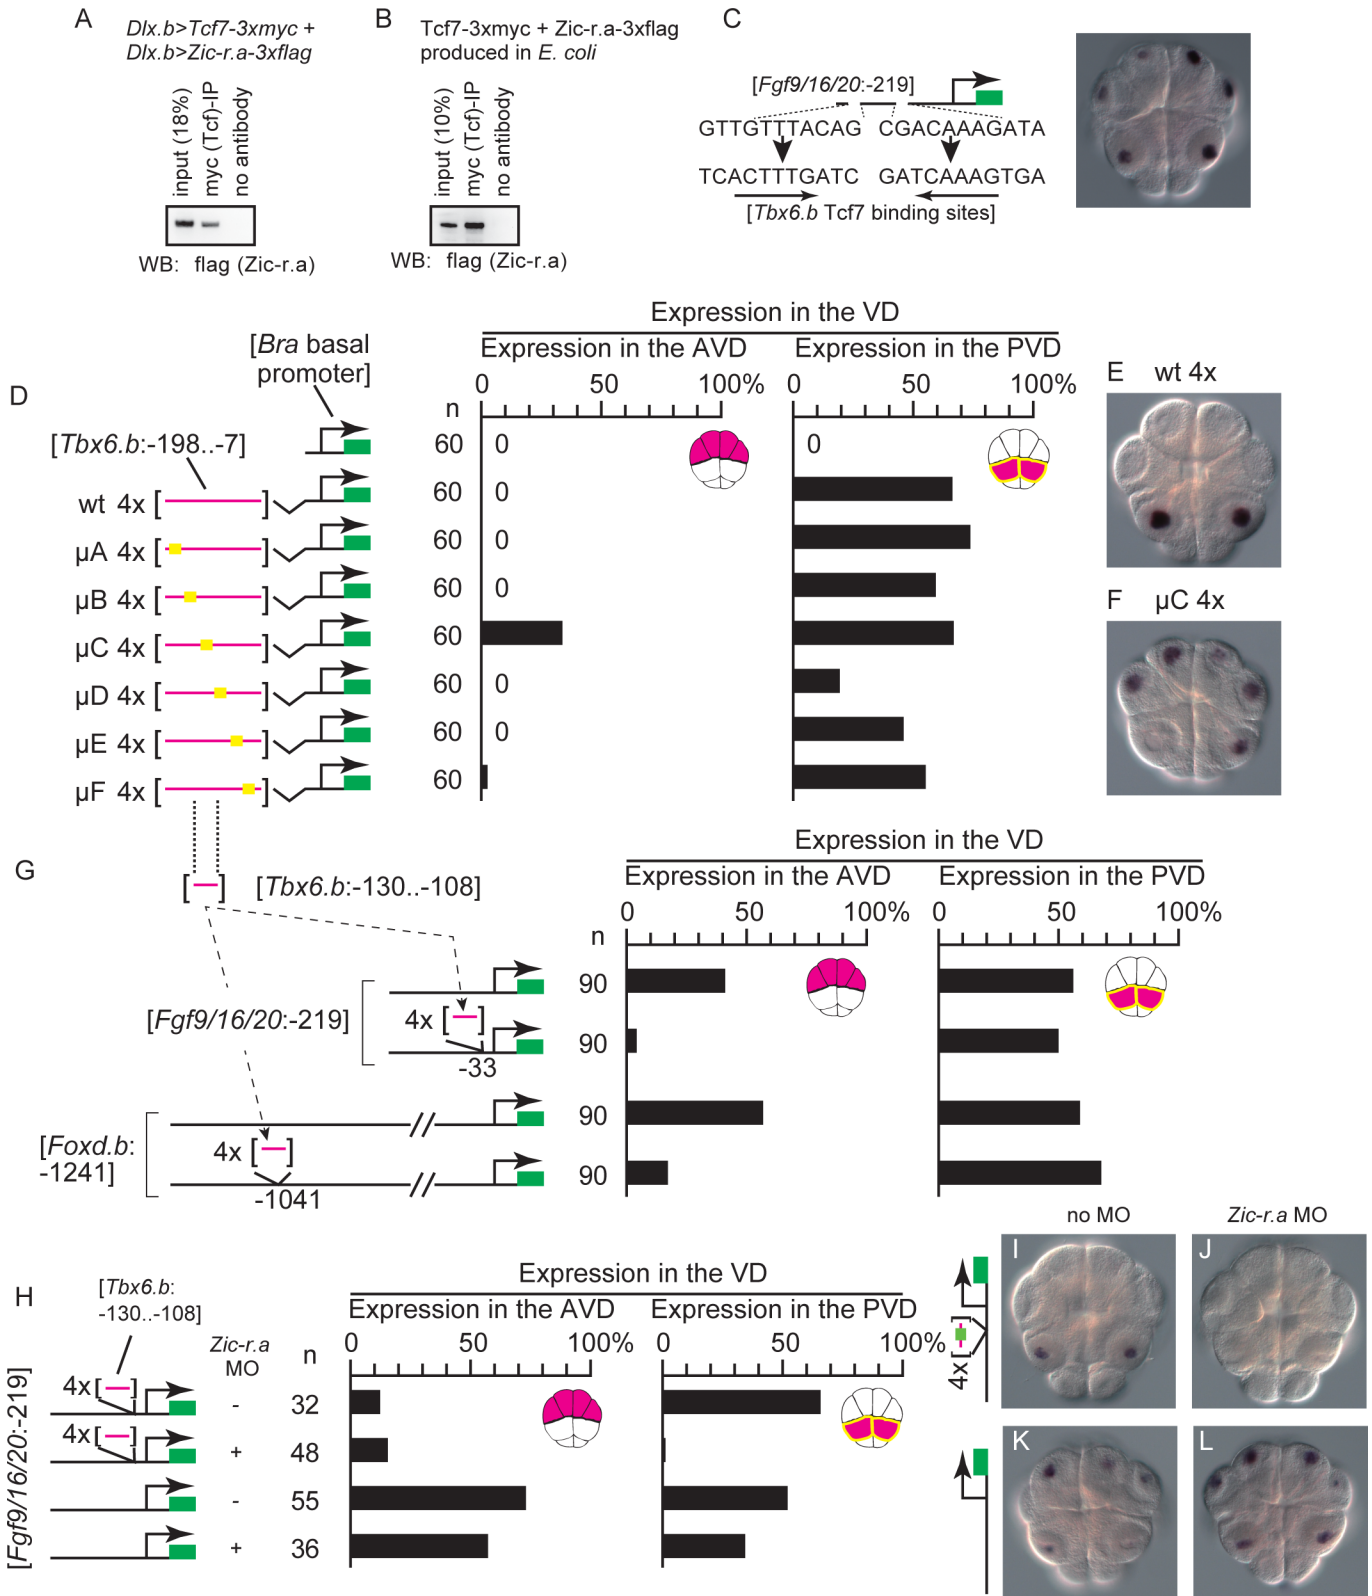 A
Dlx.b>Tcf7-3xmyc +
Dlx.b>Zic-r.a-3xflag
input (18%)
myc (Tcf)-IP
no antibody
WB: flag (Zic-r.a)
B
Tcf7-3xmyc + Zic-r.a-3xflag
produced in E. coli
input (10%)
myc (Tcf)-IP
no antibody
WB: flag (Zic-r.a)
C
[Fgf9/16/20:-219]
GTTGTTTACAG CGACAAAGATA
TCACTTTGATC GATCAAAGTGA
[Tbx6.b Tcf7 binding sites]
D
[Bra basal
promoter]
[Tbx6.b:-198..-7]
Expression in the VD
Expression in the AVD
Expression in the PVD
0 50 100%
0 50 100%
n
60 0 0
wt 4x [ ] 60 0
µA 4x [ ] 60 0
µB 4x [ ] 60 0
µC 4x [ ] 60
µD 4x [ ] 60 0
µE 4x [ ] 60 0
µF 4x [ ] 60
E wt 4x
F µC 4x
G
[ ] [Tbx6.b:-130..-108]
Expression in the VD
Expression in the AVD
Expression in the PVD
0 50 100%
0 50 100%
n
[Fgf9/16/20:-219]
90
4x [ ]
-33
90
[Foxd.b:
-1241]
90
4x [ ]
-1041
90
H
[Tbx6.b:
-130..-108]
Zic-r.a
MO
n
Expression in the VD
Expression in the AVD
Expression in the PVD
0 50 100%
0 50 100%
[Fgf9/16/20:-219]
4x[ ] - 32
4x[ ] + 48
- 55
+ 36
no MO
Zic-r.a MO
4x[ ]
I
J
K
L